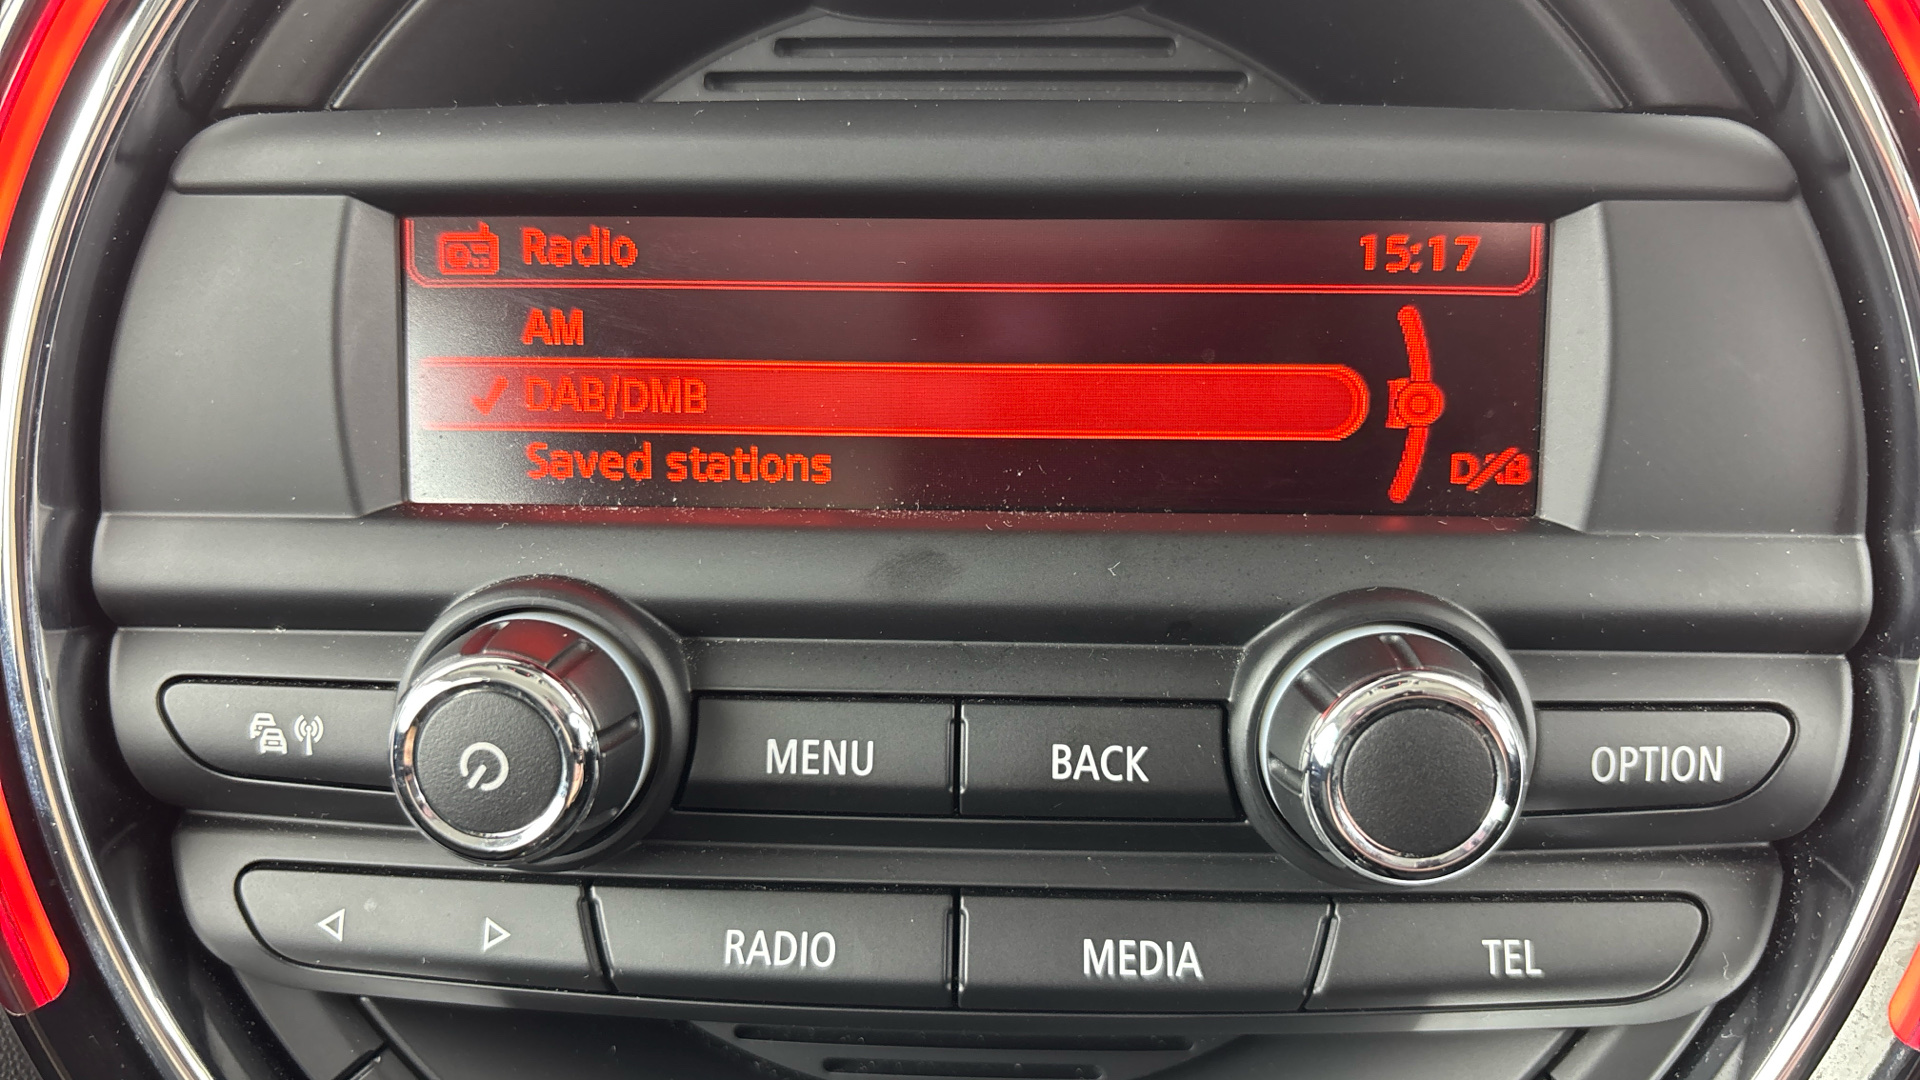 Radio 15:17
AM
✓ DAB/DMB
Saved stations
DAB
MENU BACK OPTION
RADIO MEDIA TEL